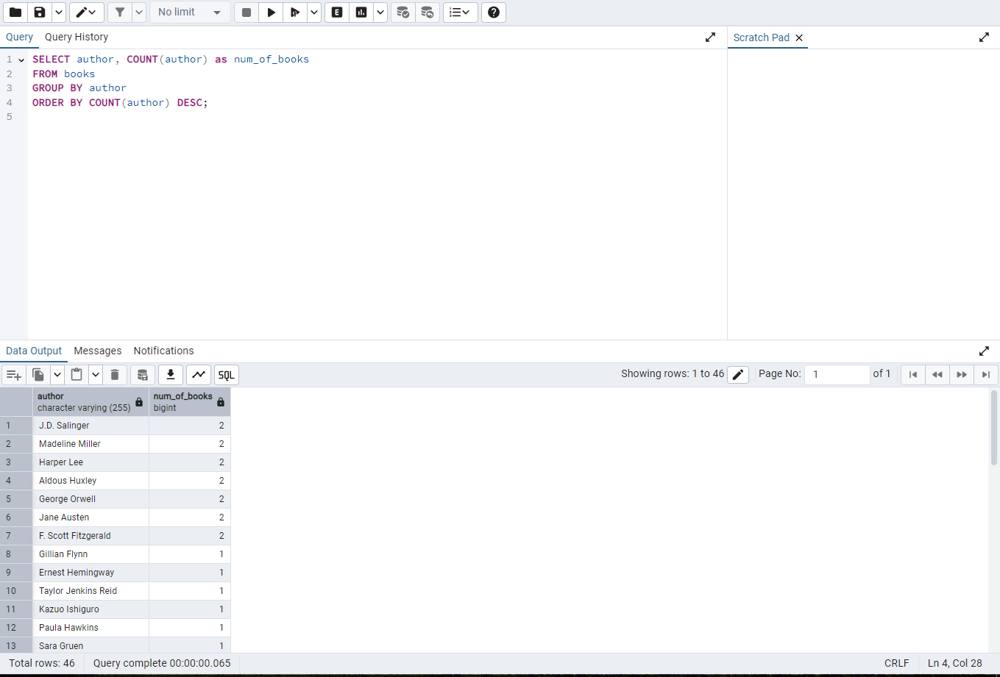 No limit
E
Query
Query History
Scratch Pad
1 SELECT author, COUNT(author) as num_of_books
2 FROM books
3 GROUP BY author
4 ORDER BY COUNT(author) DESC;
5
Data Output
Messages
Notifications
SQL
Showing rows: 1 to 46
Page No: 1 of 1
author num_of_books
character varying (255) bigint
1 J.D. Salinger 2
2 Madeline Miller 2
3 Harper Lee 2
4 Aldous Huxley 2
5 George Orwell 2
6 Jane Austen 2
7 F. Scott Fitzgerald 2
8 Gillian Flynn 1
9 Ernest Hemingway 1
10 Taylor Jenkins Reid 1
11 Kazuo Ishiguro 1
12 Paula Hawkins 1
13 Sara Gruen 1
Total rows: 46 Query complete 00:00:00.065 CRLF Ln 4, Col 28